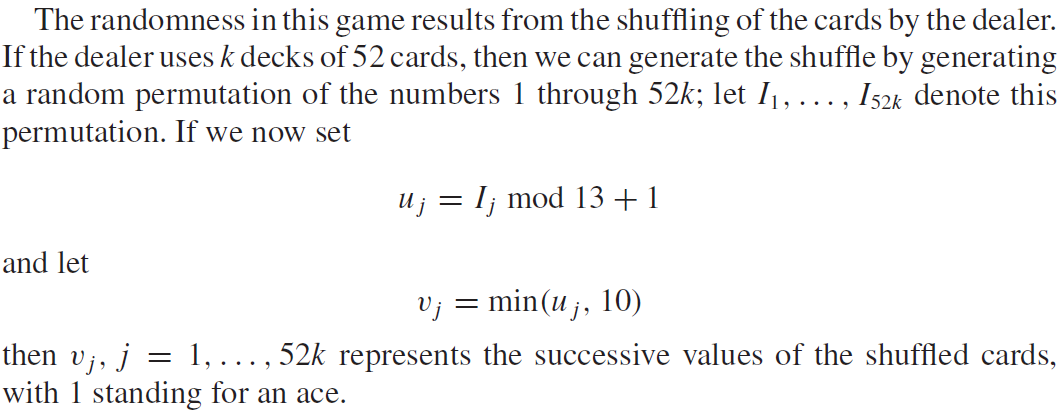 The randomness in this game results from the shuffling of the cards by the dealer.
If the dealer uses k decks of 52 cards, then we can generate the shuffle by generating
a random permutation of the numbers 1 through 52k; let I₁, . . . , I₅₂ₖ denote this
permutation. If we now set
uⱼ = Iⱼ mod 13 + 1
and let
vⱼ = min(uⱼ, 10)
then vⱼ, j = 1, . . . , 52k represents the successive values of the shuffled cards,
with 1 standing for an ace.